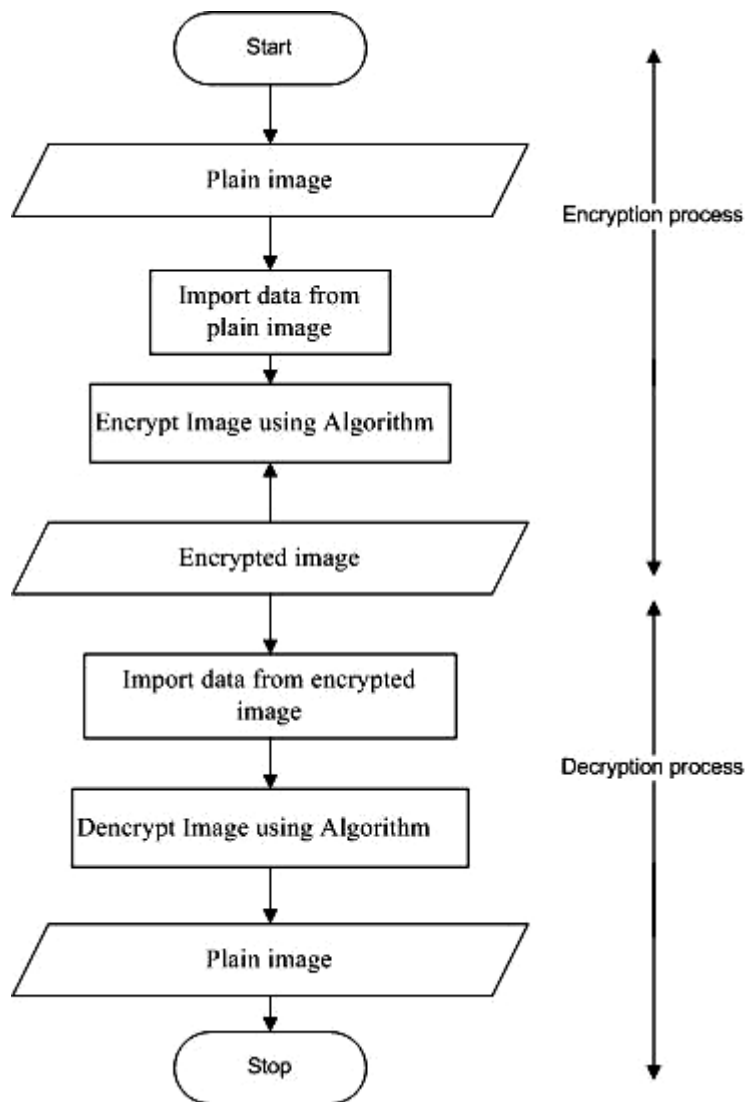 Start
Plain image
Encryption process
Import data from
plain image
Encrypt Image using Algorithm
Encrypted image
Import data from encrypted
image
Decryption process
Dencrypt Image using Algorithm
Plain image
Stop